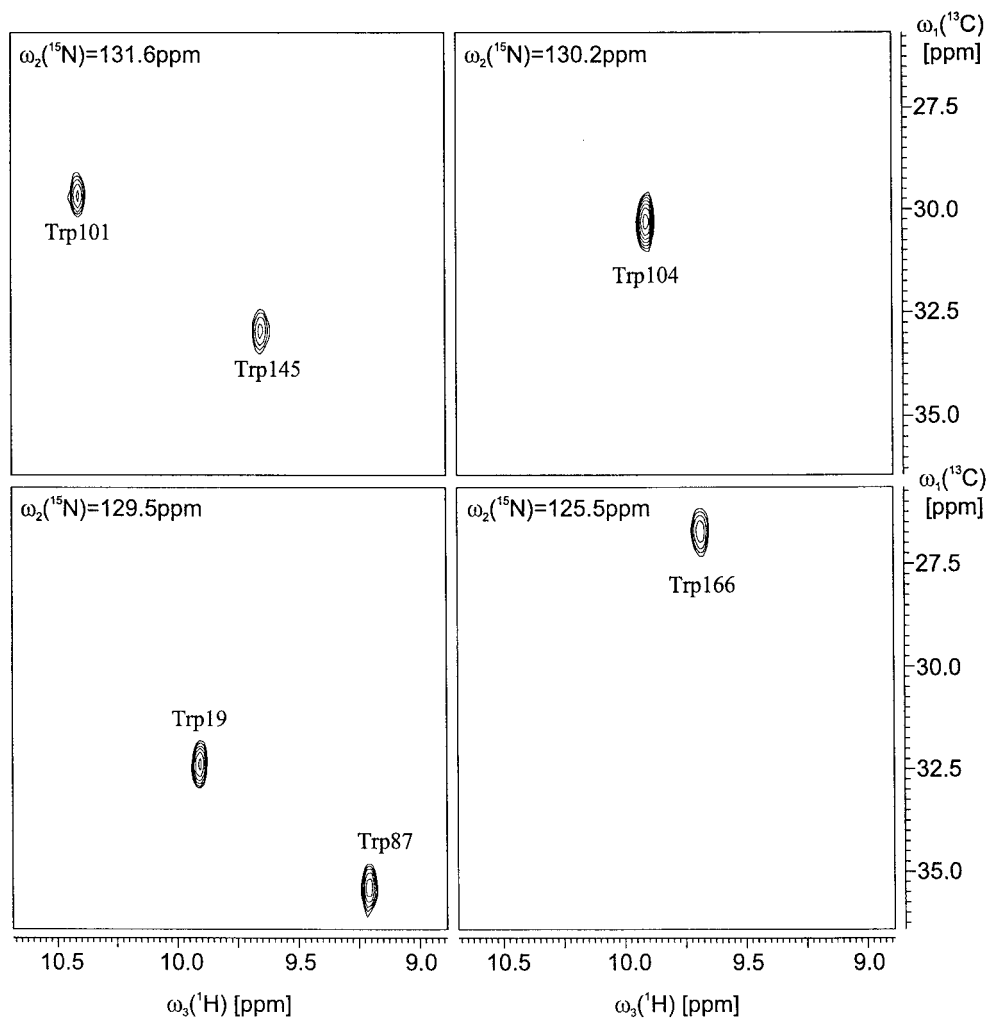 ω₁(¹³C)
[ppm]
ω₂(¹⁵N)=131.6ppm
ω₂(¹⁵N)=130.2ppm
27.5
Trp101
30.0
Trp104
32.5
Trp145
35.0
ω₁(¹³C)
[ppm]
ω₂(¹⁵N)=129.5ppm
ω₂(¹⁵N)=125.5ppm
27.5
Trp166
30.0
Trp19
32.5
Trp87
35.0
10.5 10.0 9.5 9.0
10.5 10.0 9.5 9.0
ω₃(¹H) [ppm]
ω₃(¹H) [ppm]